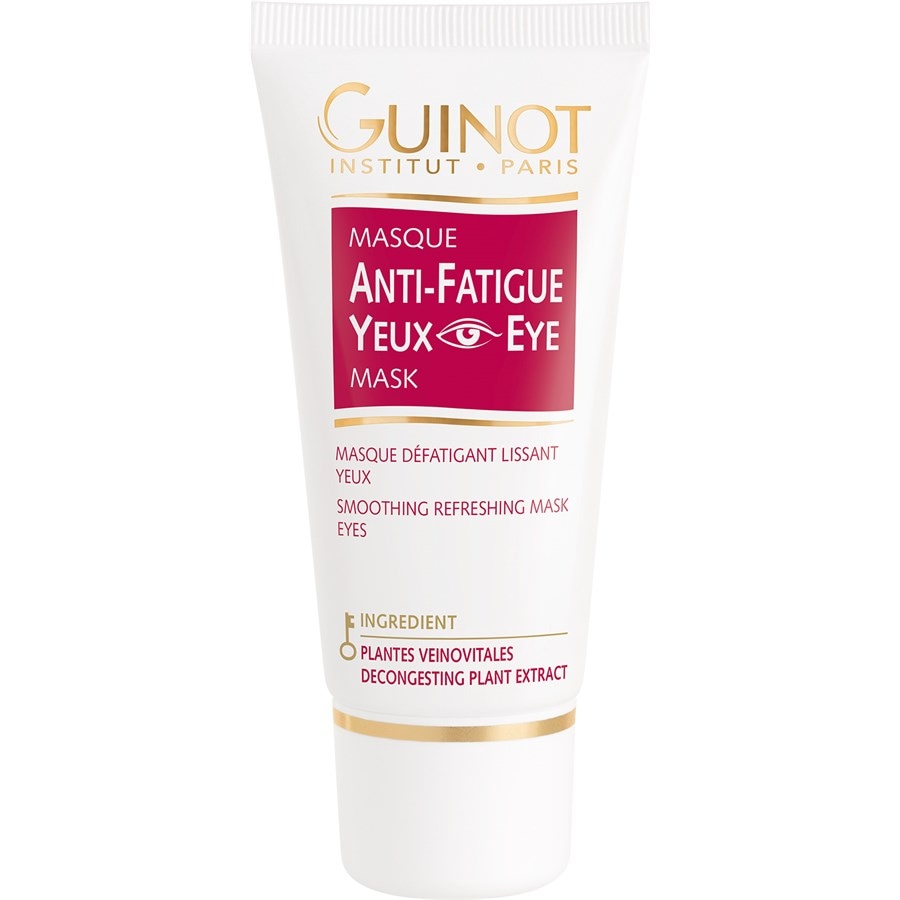 GUINOT
INSTITUT • PARIS
MASQUE
ANTI-FATIGUE
YEUX EYE
MASK
MASQUE DÉFATIGANT LISSANT
YEUX
SMOOTHING REFRESHING MASK
EYES
INGREDIENT
PLANTES VEINOVITALES
DECONGESTING PLANT EXTRACT